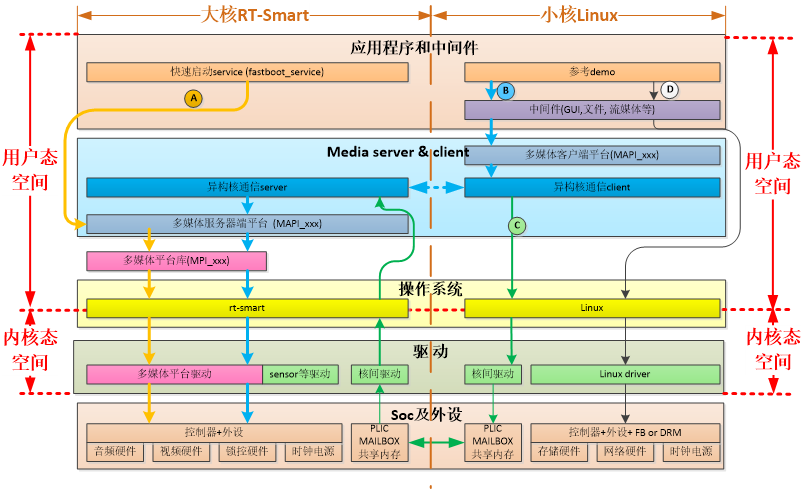 大核RT-Smart
小核Linux
应用程序和中间件
快速启动service (fastboot_service)
参考demo
A
B
D
中间件(GUI,文件, 流媒体等)
用户态
空间
用户态
空间
Media server & client
多媒体客户端平台(MAPI_xxx)
异构核通信server
异构核通信client
多媒体服务器端平台 (MAPI_xxx)
C
多媒体平台库(MPI_xxx)
操作系统
rt-smart
Linux
内核态
空间
内核态
空间
驱动
多媒体平台驱动
sensor等驱动
核间驱动
核间驱动
Linux driver
Soc及外设
控制器+外设
音频硬件
视频硬件
锁控硬件
时钟电源
PLIC
MAILBOX
共享内存
PLIC
MAILBOX
共享内存
控制器+外设+ FB or DRM
存储硬件
网络硬件
时钟电源